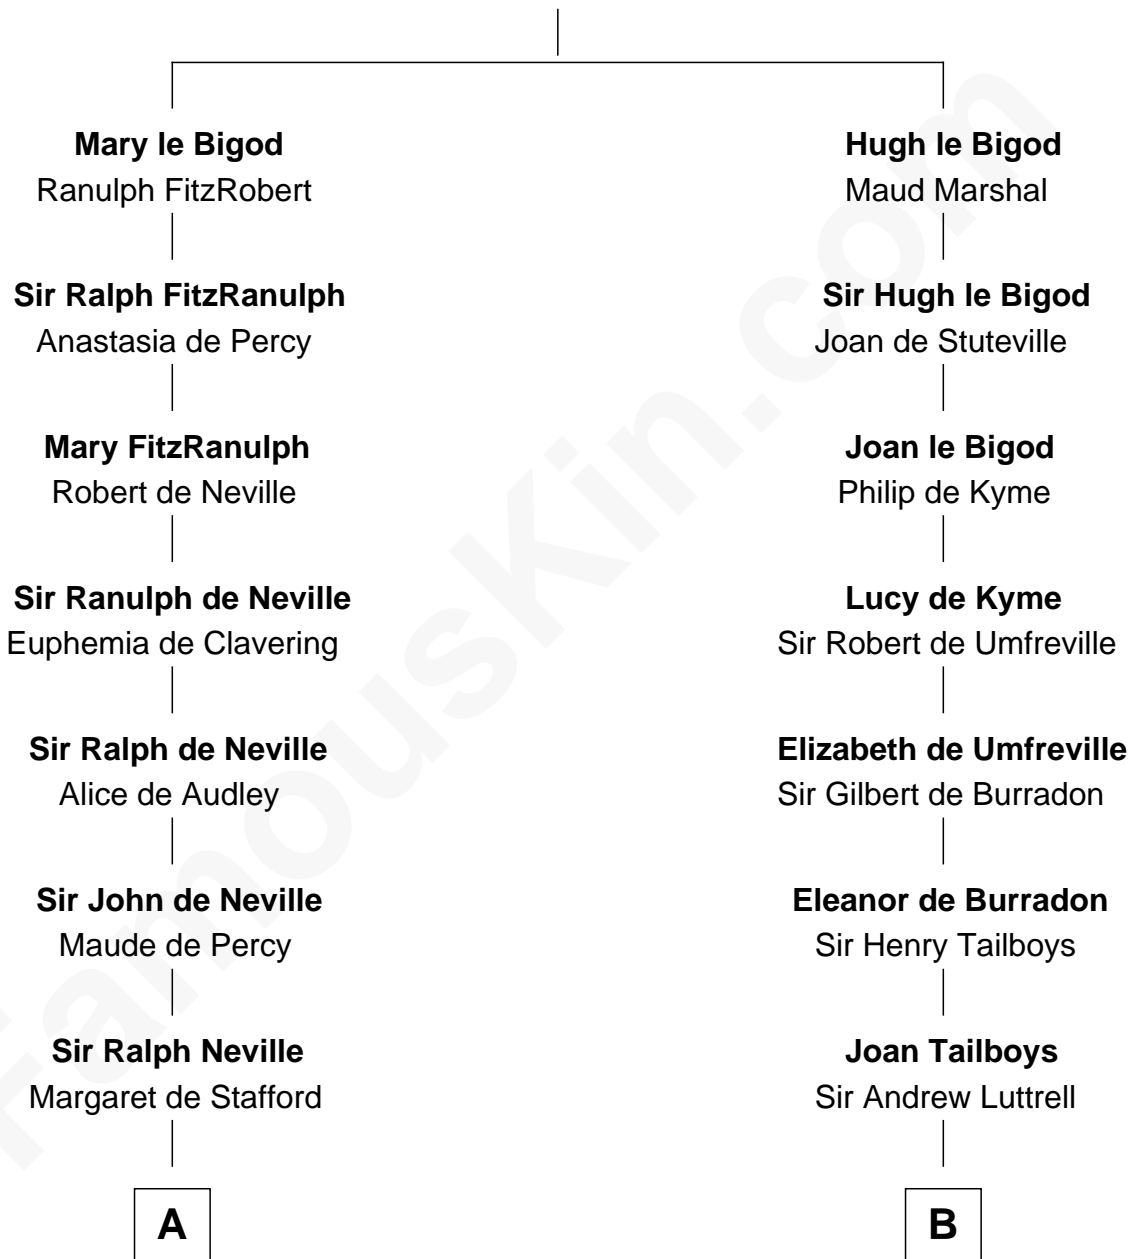 Mary le Bigod
Ranulph FitzRobert
Sir Ralph FitzRanulph
Anastasia de Percy
Mary FitzRanulph
Robert de Neville
Sir Ranulph de Neville
Euphemia de Clavering
Sir Ralph de Neville
Alice de Audley
Sir John de Neville
Maude de Percy
Sir Ralph Neville
Margaret de Stafford
A
Hugh le Bigod
Maud Marshal
Sir Hugh le Bigod
Joan de Stuteville
Joan le Bigod
Philip de Kyme
Lucy de Kyme
Sir Robert de Umfreville
Elizabeth de Umfreville
Sir Gilbert de Burradon
Eleanor de Burradon
Sir Henry Tailboys
Joan Tailboys
Sir Andrew Luttrell
B
FamousKin.com